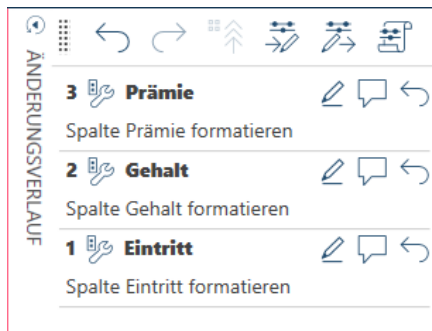 ÄNDERUNGSVERLAUF
3 Prämie
Spalte Prämie formatieren
2 Gehalt
Spalte Gehalt formatieren
1 Eintritt
Spalte Eintritt formatieren